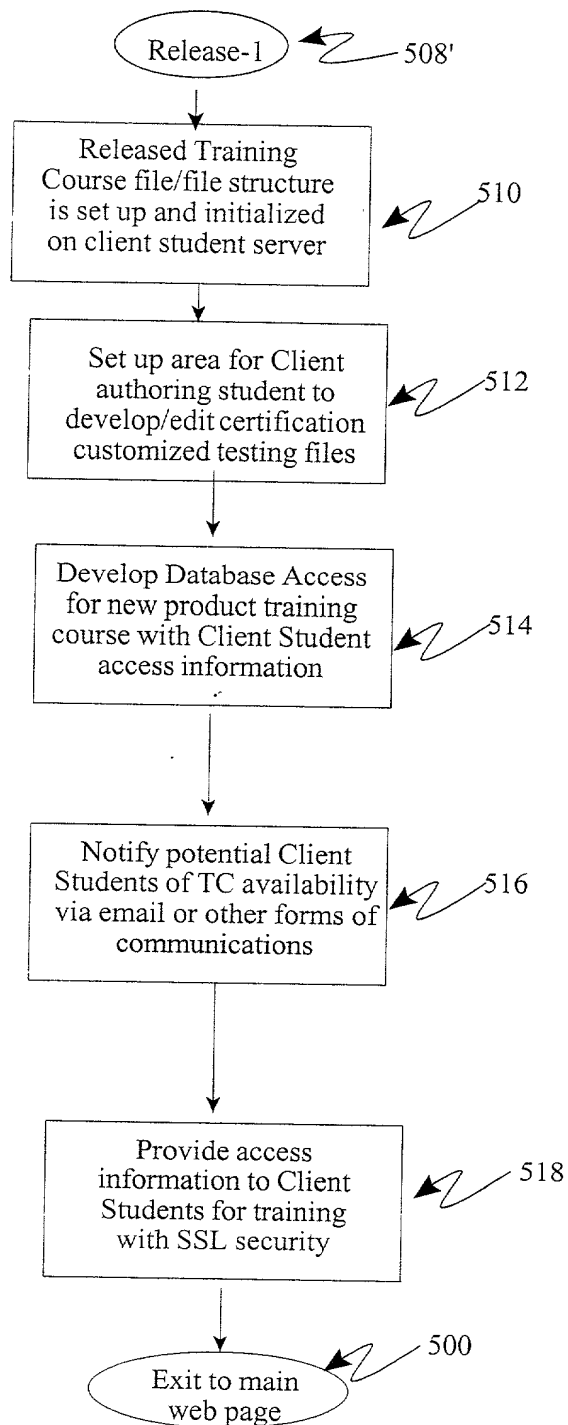 Release-1
508'
Released Training
Course file/file structure
is set up and initialized
on client student server
510
Set up area for Client
authoring student to
develop/edit certification
customized testing files
512
Develop Database Access
for new product training
course with Client Student
access information
514
Notify potential Client
Students of TC availability
via email or other forms of
communications
516
Provide access
information to Client
Students for training
with SSL security
518
500
Exit to main
web page